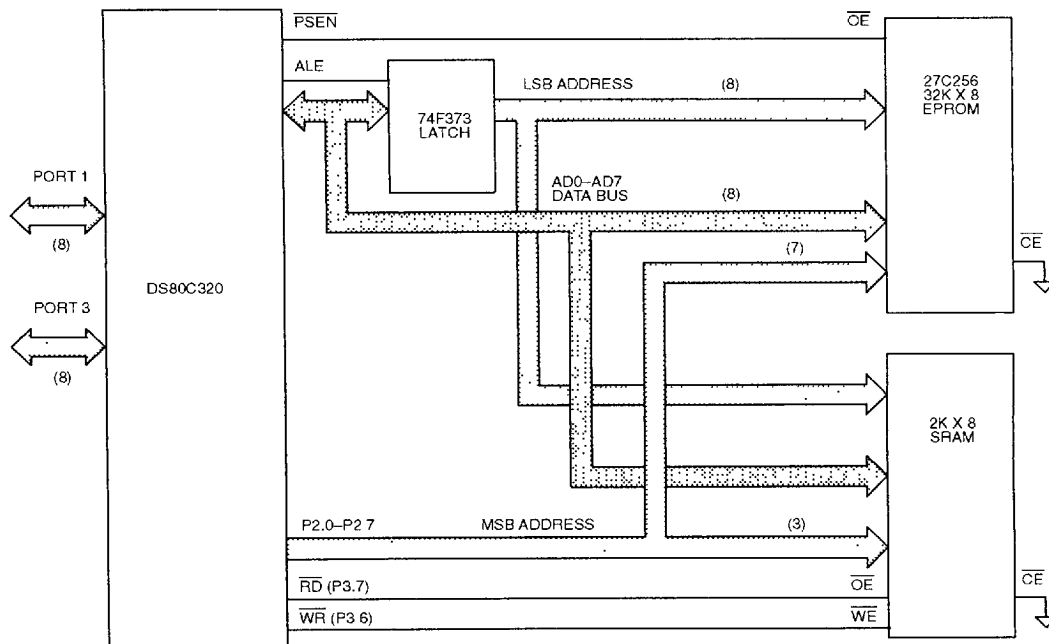 PSEN
OE
ALE
LSB ADDRESS
(8)
74F373
LATCH
27C256
32K X 8
EPROM
AD0–AD7
DATA BUS
(8)
PORT 1
(8)
(7)
CE
DS80C320
PORT 3
(8)
2K X 8
SRAM
P2.0–P2 7
MSB ADDRESS
(3)
RD (P3.7)
OE
CE
WR (P3 6)
WE